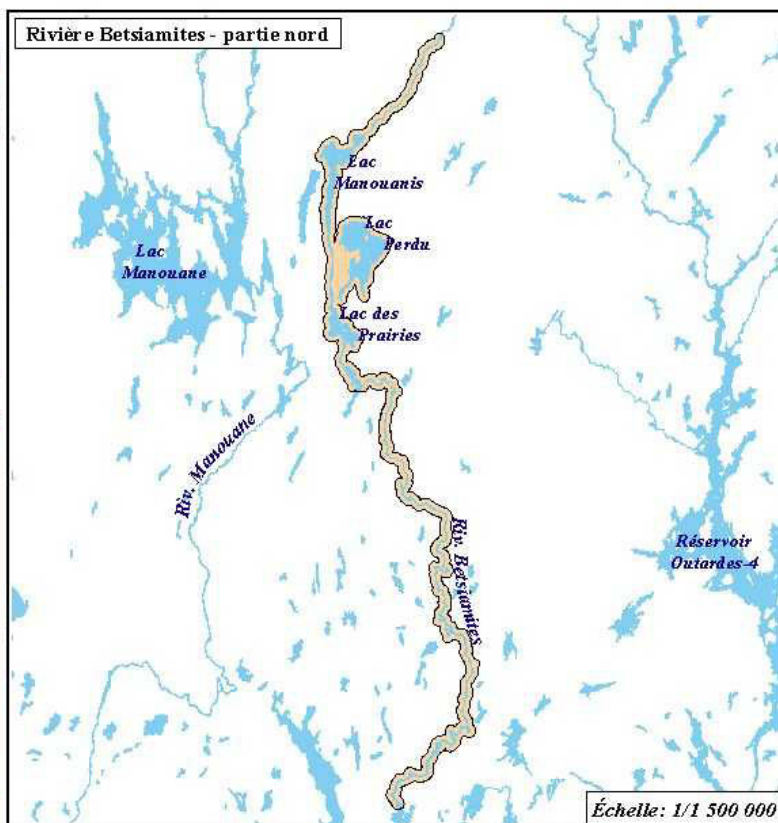 Rivière Betsiamites - partie nord
Lac
Manouanis
Lac
Perdu
Lac
Manouane
Lac des
Prairies
Riv. Manouane
Riv. Betsiamites
Réservoir
Outardes-4
Échelle: 1/1 500 000